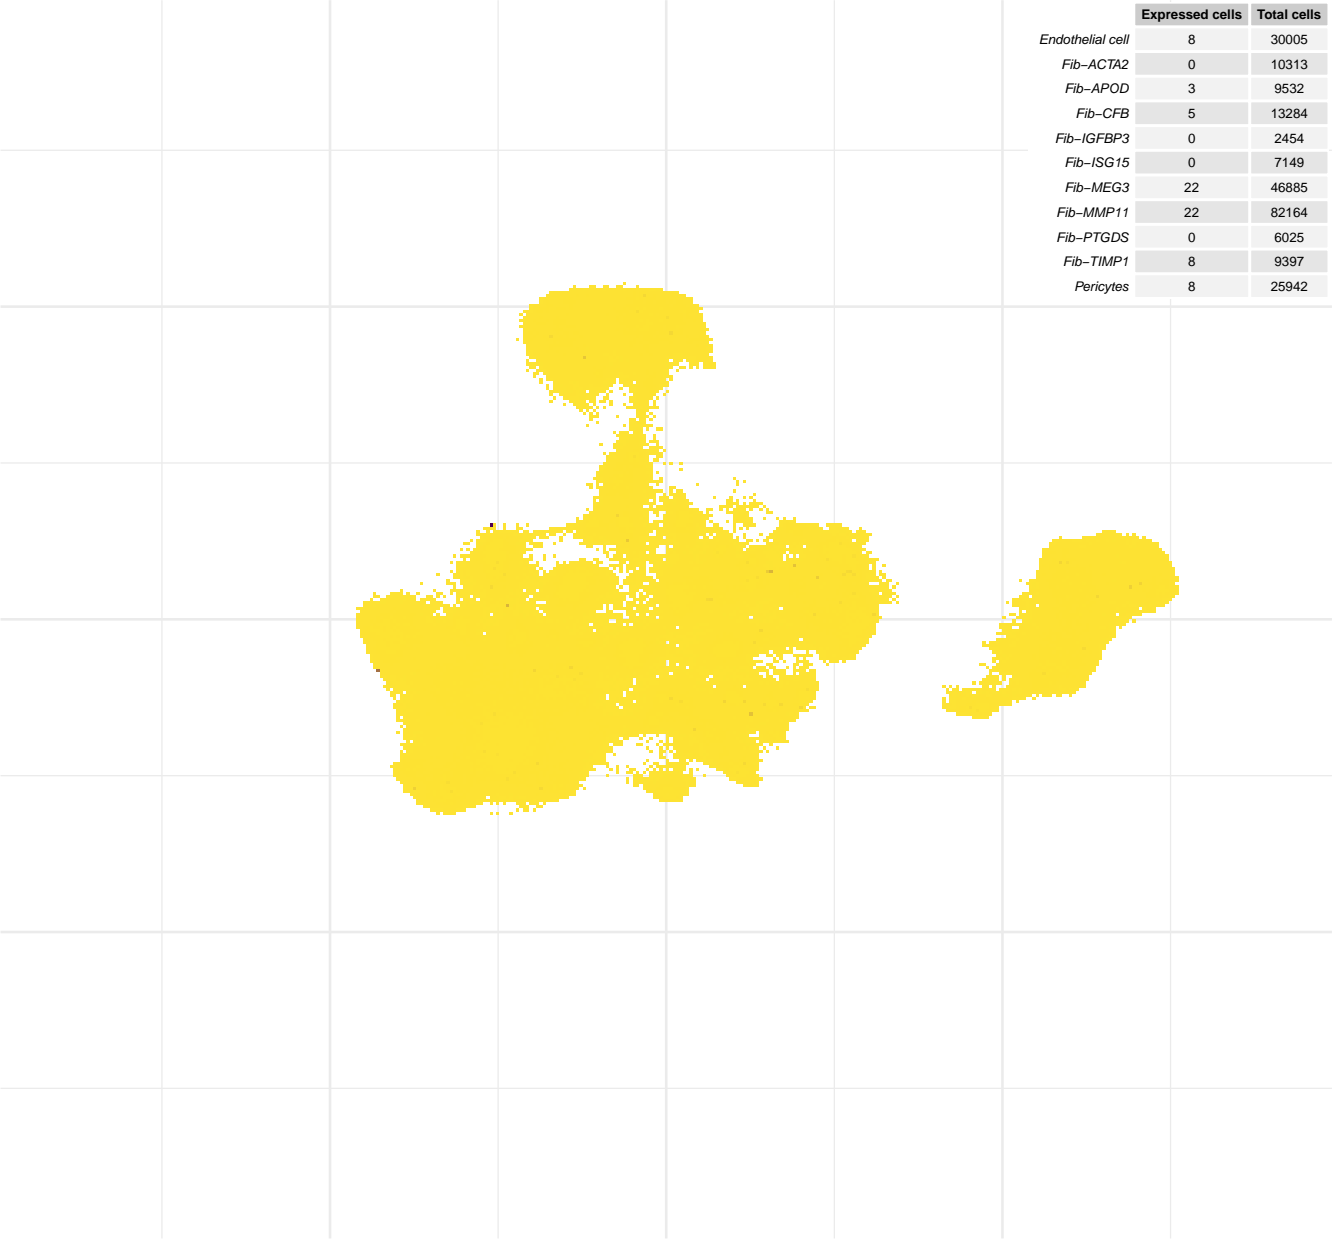 Expressed cells Total cells
Endothelial cell 8 30005
Fib−ACTA2 0 10313
Fib−APOD 3 9532
Fib−CFB 5 13284
Fib−IGFBP3 0 2454
Fib−ISG15 0 7149
Fib−MEG3 22 46885
Fib−MMP11 22 82164
Fib−PTGDS 0 6025
Fib−TIMP1 8 9397
Pericytes 8 25942